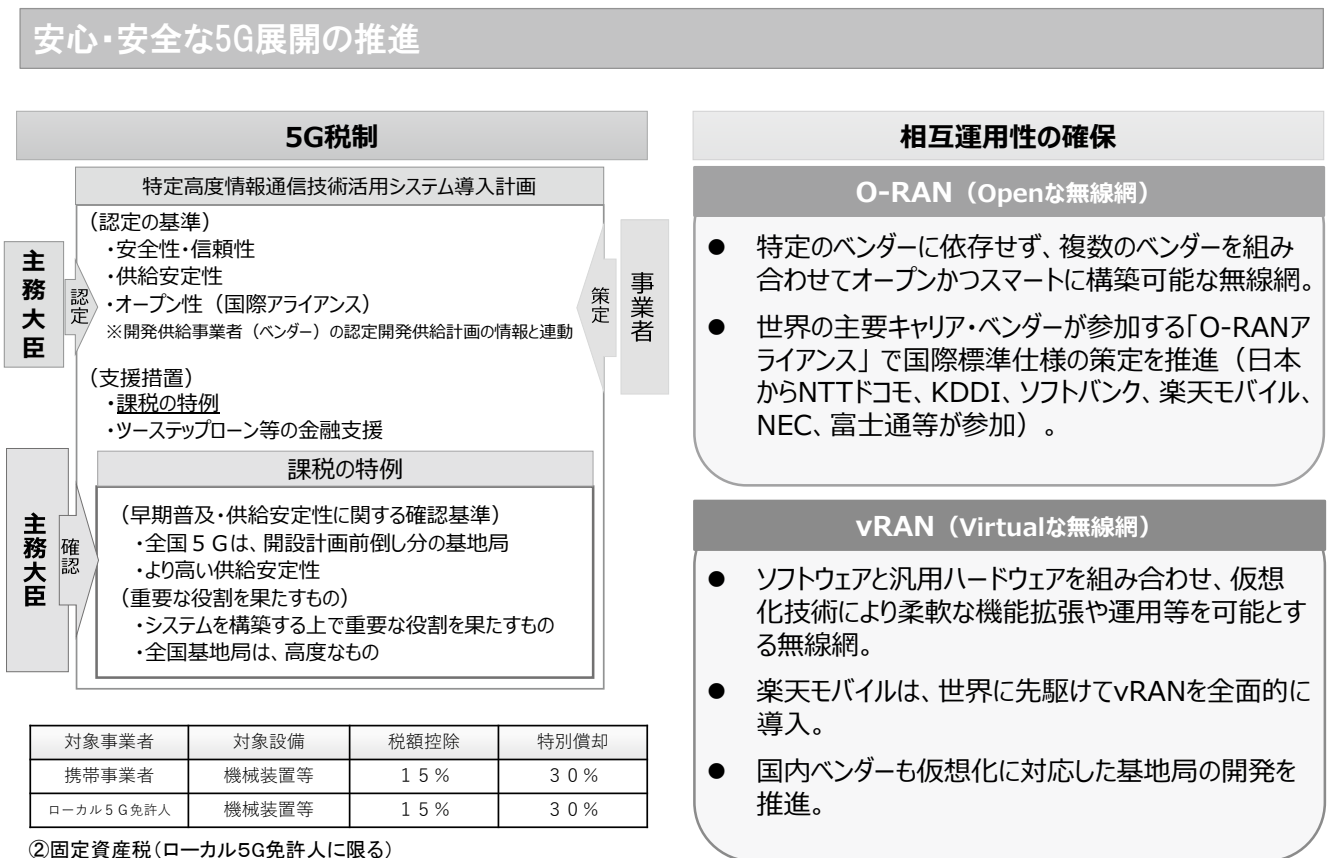 安心・安全な5G展開の推進
5G税制
特定高度情報通信技術活用システム導入計画
主務大臣
認定
(認定の基準)
・安全性・信頼性
・供給安定性
・オープン性(国際アライアンス)
※開発供給事業者(ベンダー)の認定開発供給計画の情報と連動
(支援措置)
・課税の特例
・ツーステップローン等の金融支援
策定
事業者
主務大臣
確認
課税の特例
(早期普及・供給安定性に関する確認基準)
・全国5Gは、開設計画前倒し分の基地局
・より高い供給安定性
(重要な役割を果たすもの)
・システムを構築する上で重要な役割を果たすもの
・全国基地局は、高度なもの
対象事業者 対象設備 税額控除 特別償却
携帯事業者 機械装置等 15% 30%
ローカル5G免許人 機械装置等 15% 30%
②固定資産税(ローカル5G免許人に限る)
相互運用性の確保
O-RAN(Openな無線網)
● 特定のベンダーに依存せず、複数のベンダーを組み
合わせてオープンかつスマートに構築可能な無線網。
● 世界の主要キャリア・ベンダーが参加する「O-RANア
ライアンス」で国際標準仕様の策定を推進(日本
からNTTドコモ、KDDI、ソフトバンク、楽天モバイル、
NEC、富士通等が参加)。
vRAN(Virtualな無線網)
● ソフトウェアと汎用ハードウェアを組み合わせ、仮想
化技術により柔軟な機能拡張や運用等を可能とす
る無線網。
● 楽天モバイルは、世界に先駆けてvRANを全面的に
導入。
● 国内ベンダーも仮想化に対応した基地局の開発を
推進。